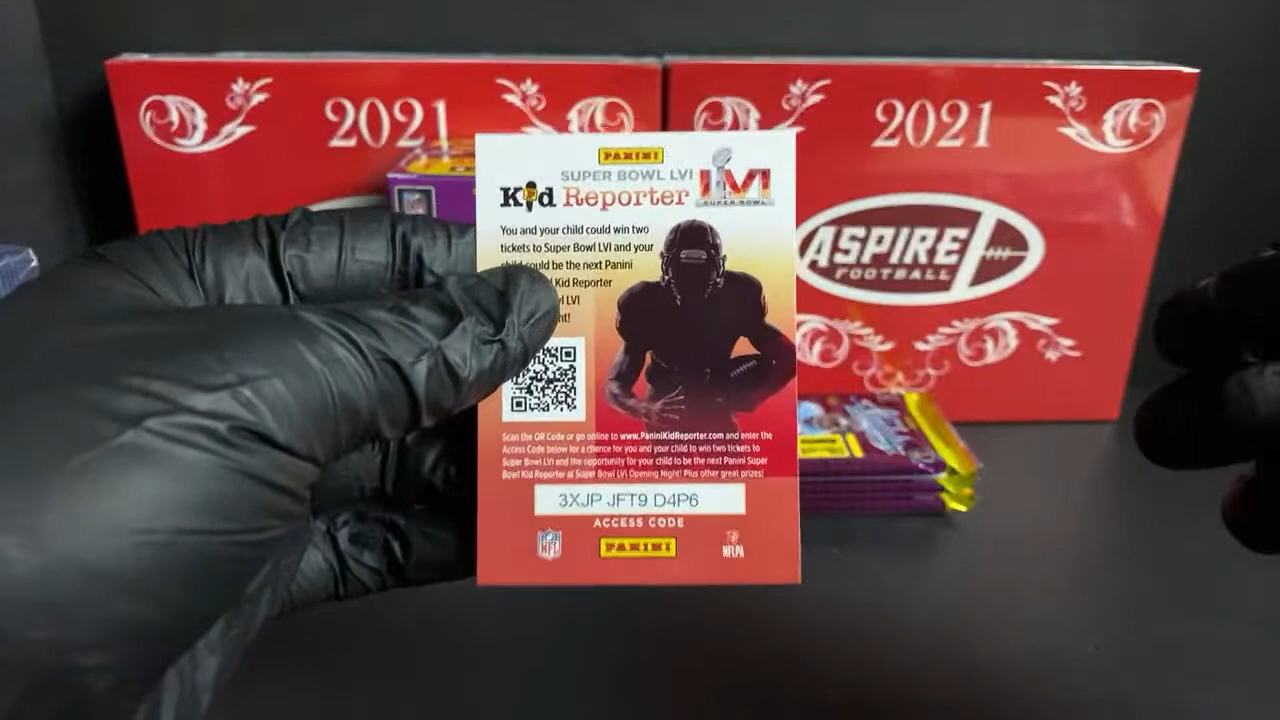 2021
2021
ASPIRE
FOOTBALL
PANINI
SUPER BOWL LVI
Kid Reporter
LVI
SUPER BOWL
You and your child could win two
tickets to Super Bowl LVI and your
child could be the next Panini
Kid Reporter
LVI
Scan the QR Code or go online to www.PaniniKidReporter.com and enter the
Access Code below for a chance for you and your child to win two tickets to
Super Bowl LVI and the opportunity for your child to be the next Panini Super
Bowl Kid Reporter at Super Bowl LVI Opening Night! Plus other great prizes!
3XJP JFT9 D4P6
ACCESS CODE
NFL
PANINI
NFLPA